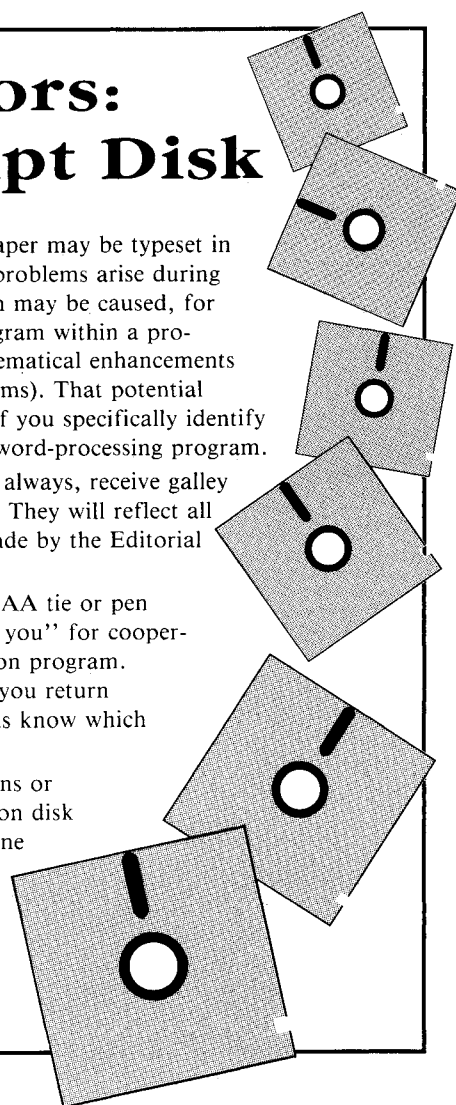 ors:
pt Disk
aper may be typeset in
problems arise during
n may be caused, for
gram within a pro-
ematical enhancements
ms). That potential
f you specifically identify
word-processing program.
always, receive galley
They will reflect all
ade by the Editorial
AA tie or pen
you” for cooper-
on program.
you return
s know which
ns or
on disk
ne